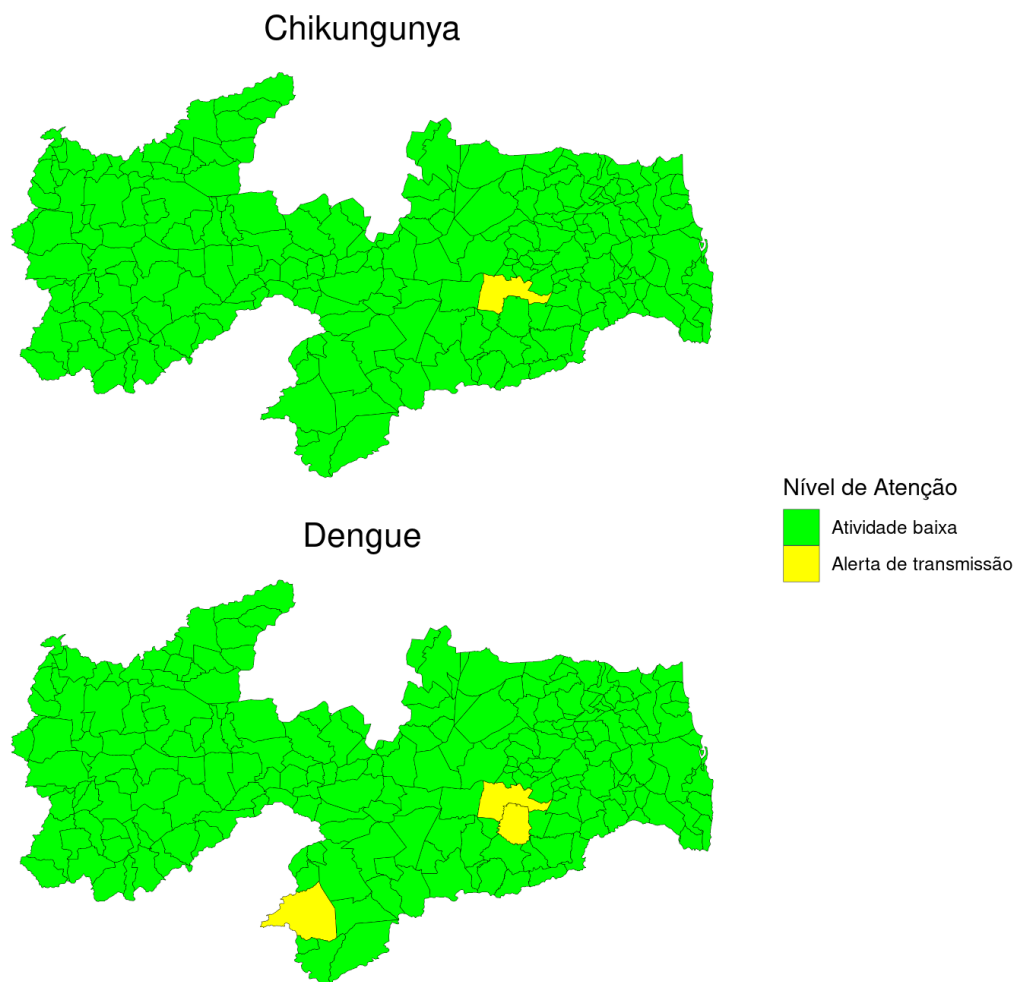 Chikungunya
Nível de Atenção
Atividade baixa
Alerta de transmissão
Dengue